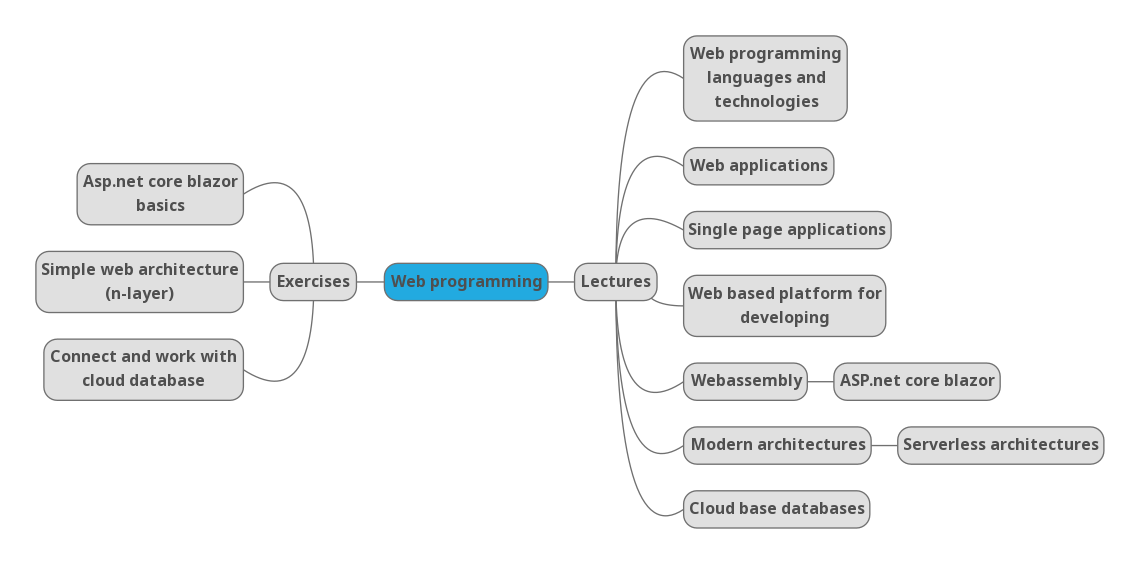 Web programming
languages and
technologies
Web applications
Single page applications
Web based platform for
developing
Webassembly
ASP.net core blazor
Modern architectures
Serverless architectures
Cloud base databases
Lectures
Web programming
Exercises
Asp.net core blazor
basics
Simple web architecture
(n-layer)
Connect and work with
cloud database